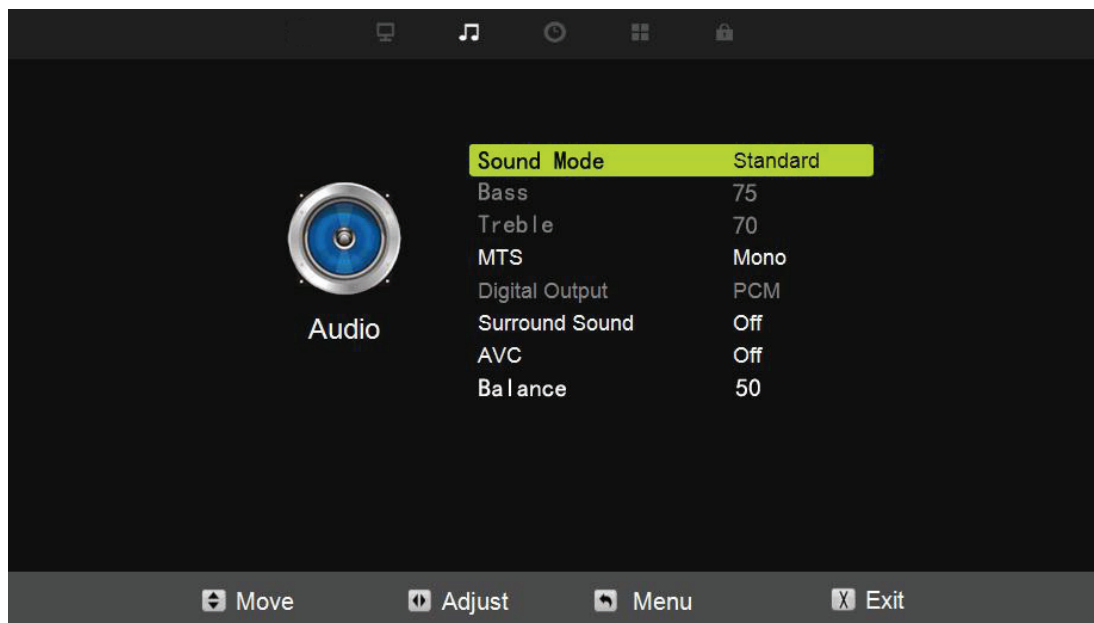 Sound Mode Standard
Bass 75
Treble 70
MTS Mono
Digital Output PCM
Surround Sound Off
AVC Off
Balance 50
Audio
Move Adjust Menu X Exit